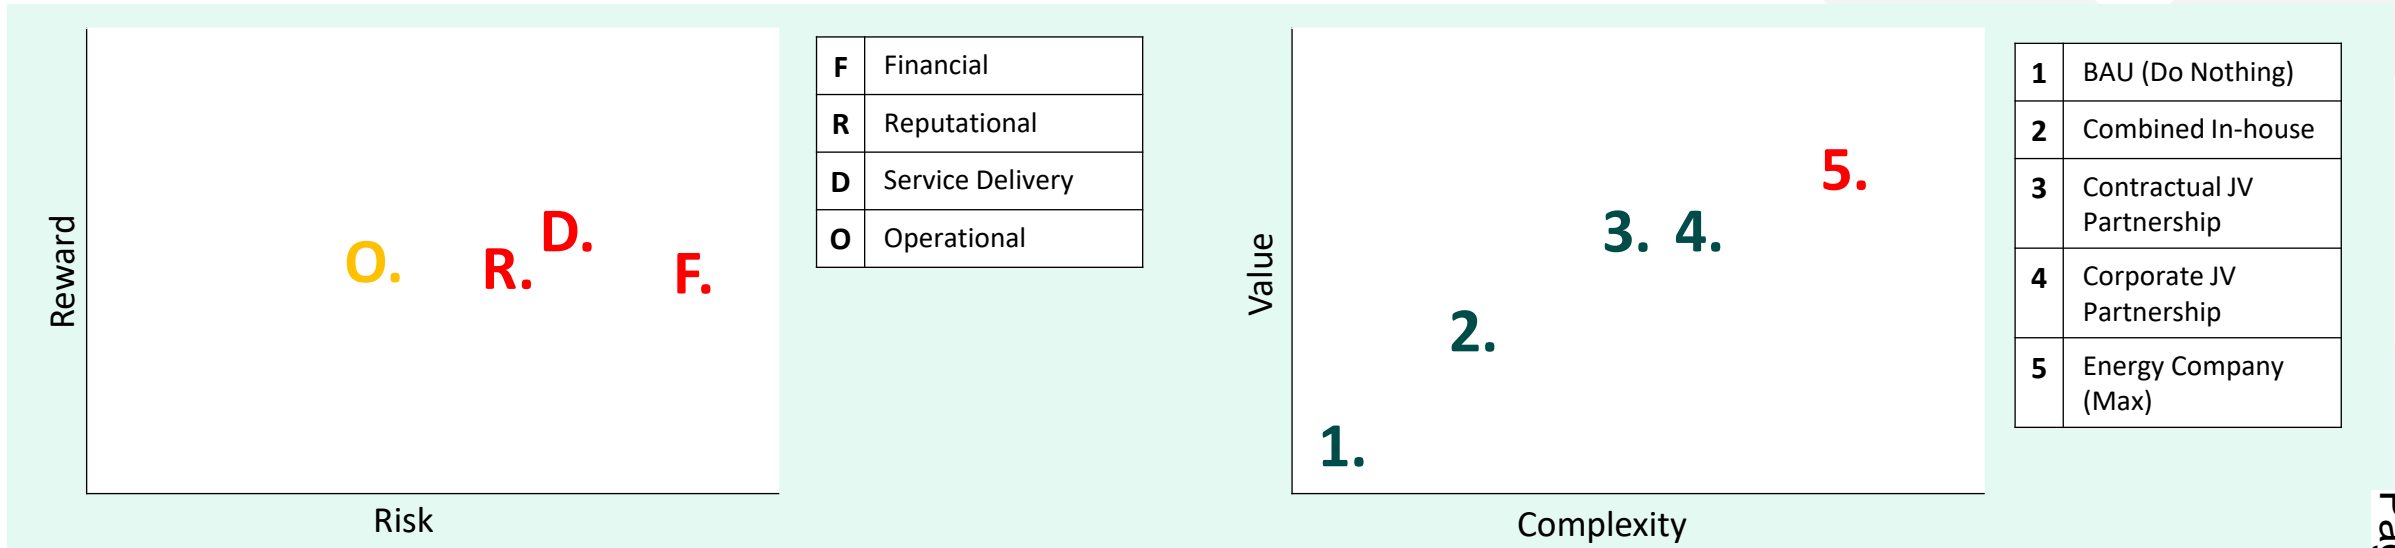 Reward
O.
R.
D.
F.
Risk
F Financial
R Reputational
D Service Delivery
O Operational
Value
1.
2.
3. 4.
5.
Complexity
1 BAU (Do Nothing)
2 Combined In-house
3 Contractual JV
Partnership
4 Corporate JV
Partnership
5 Energy Company
(Max)